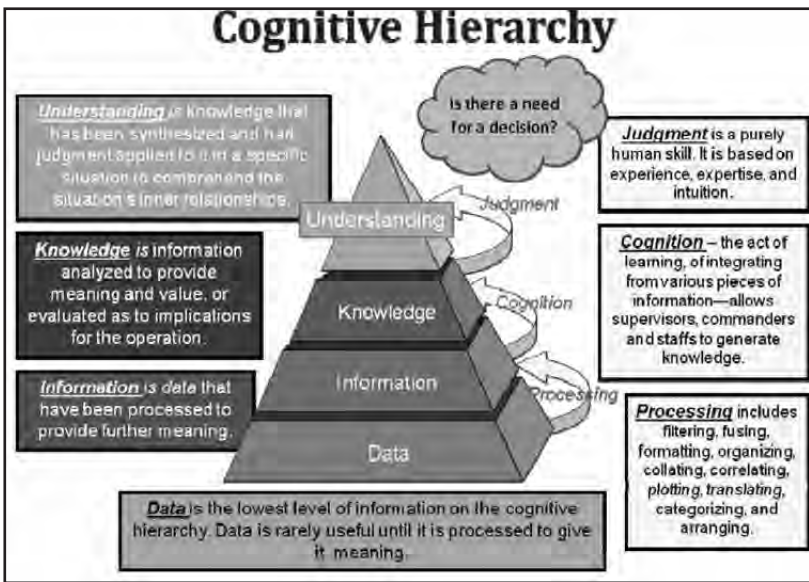 Cognitive Hierarchy
Understanding is knowledge that
has been synthesized and had
judgment applied to it in a specific
situation to comprehend the
situation's inner relationships.
Is there a need
for a decision?
Judgment is a purely
human skill. It is based on
experience, expertise, and
intuition.
Understanding
Judgment
Knowledge is information
analyzed to provide
meaning and value, or
evaluated as to implications
for the operation.
Knowledge
Cognition
Cognition – the act
of learning, of integrating
from various pieces of
information—allows
supervisors, commanders
and staffs to generate
knowledge.
Information is data that
have been processed to
provide further meaning.
Information
Processing
Data
Processing includes
filtering, fusing,
formatting, organizing,
collating, correlating,
plotting, translating,
categorizing, and
arranging.
Data is the lowest level of information on the cognitive
hierarchy. Data is rarely useful until it is processed to give
it meaning.